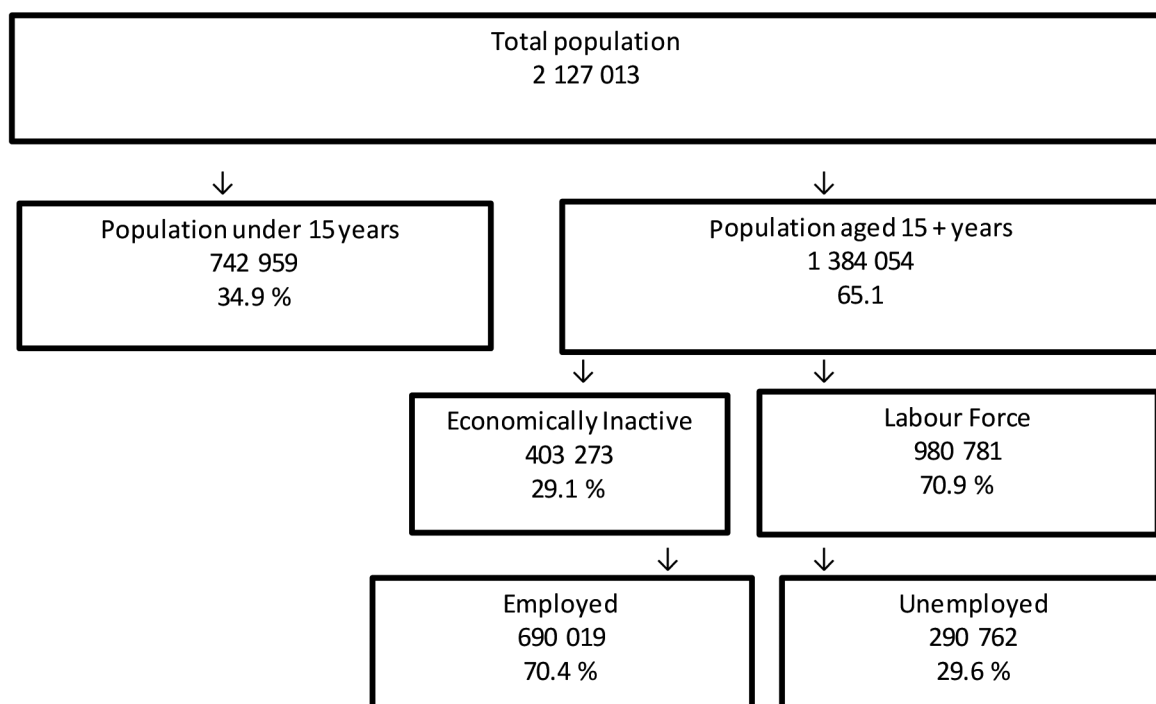 Total population
2 127 013
Population under 15 years
742 959
34.9 %
Population aged 15 + years
1 384 054
65.1
Economically Inactive
403 273
29.1 %
Labour Force
980 781
70.9 %
Employed
690 019
70.4 %
Unemployed
290 762
29.6 %